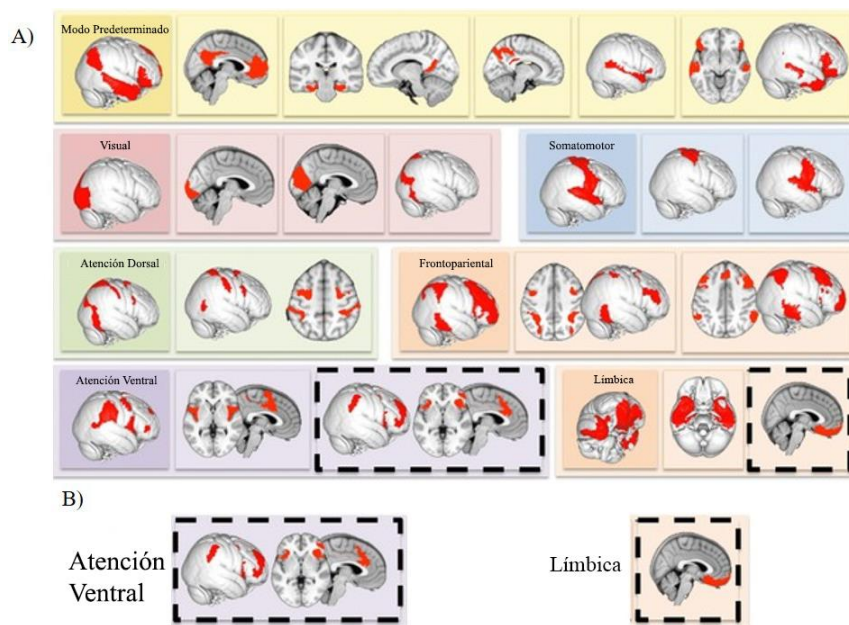 A)
Modo Predeterminado
Visual
Somatomotor
Atención Dorsal
Frontopariental
Atención Ventral
Límbica
B)
Atención
Ventral
Límbica